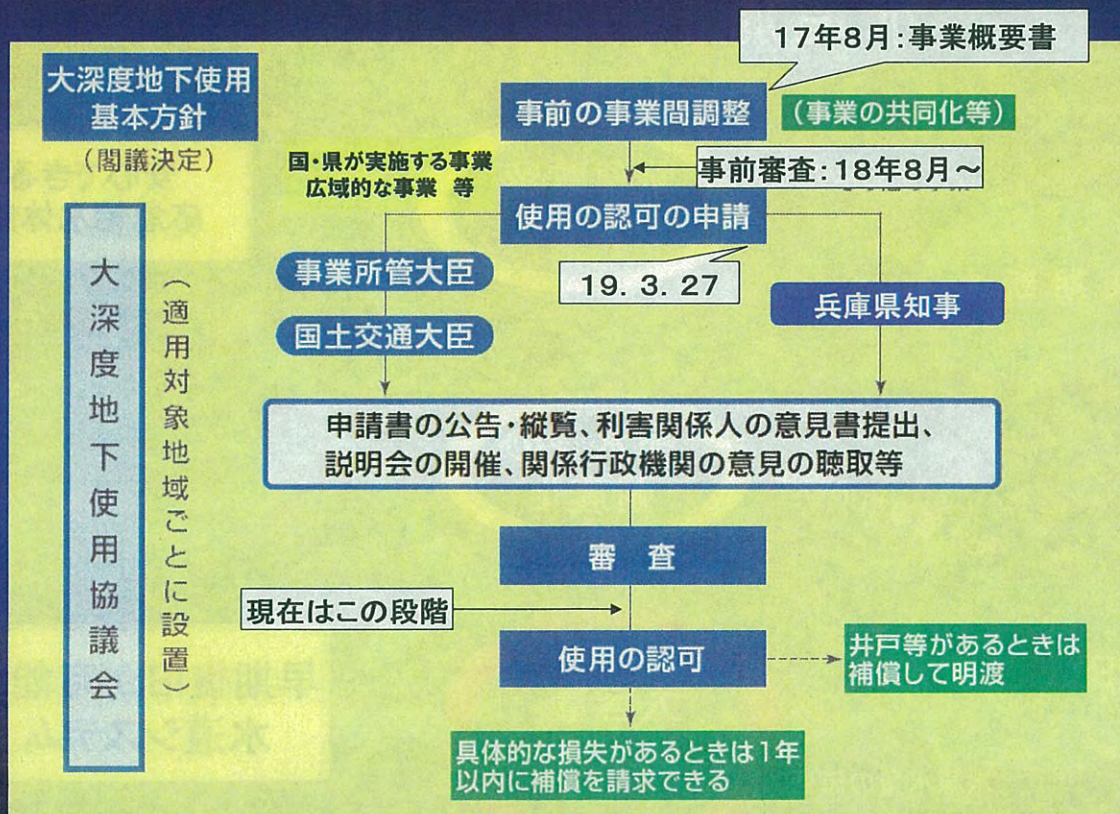 17年8月:事業概要書
大深度地下使用
基本方針
(閣議決定)
事前の事業間調整
(事業の共同化等)
国・県が実施する事業
広域的な事業 等
事前審査:18年8月~
使用の認可の申請
事業所管大臣
19. 3. 27
兵庫県知事
国土交通大臣
大深度地下使用協議会
(適用対象地域ごとに設置)
申請書の公告・縦覧、利害関係人の意見書提出、
説明会の開催、関係行政機関の意見の聴取等
審 査
現在はこの段階
使用の認可
井戸等があるときは
補償して明渡
具体的な損失があるときは1年
以内に補償を請求できる